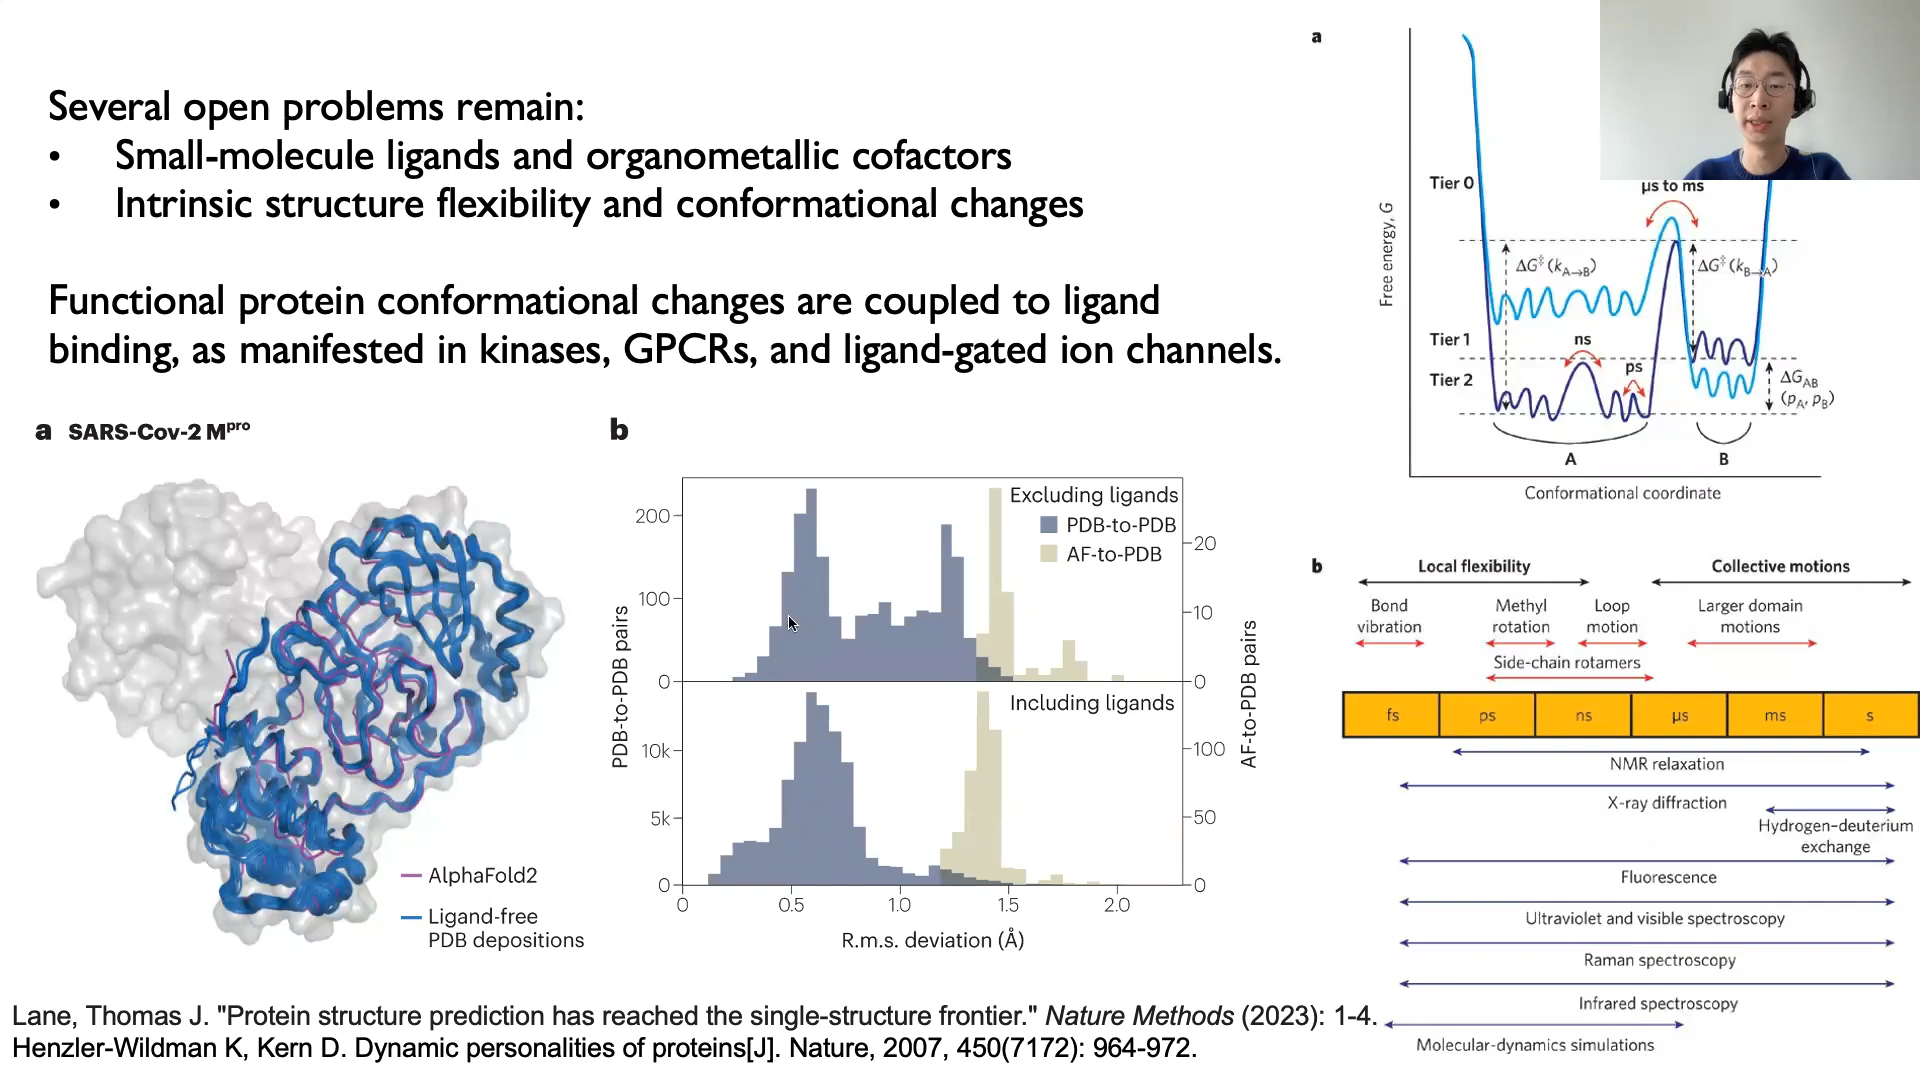 Several open problems remain:
• Small-molecule ligands and organometallic cofactors
• Intrinsic structure flexibility and conformational changes
Functional protein conformational changes are coupled to ligand
binding, as manifested in kinases, GPCRs, and ligand-gated ion channels.
a SARS-Cov-2 Mpro
AlphaFold2
Ligand-free
PDB depositions
b
PDB-to-PDB pairs
AF-to-PDB pairs
Excluding ligands
PDB-to-PDB
AF-to-PDB
200
100
0
20
10
0
Including ligands
10k
5k
0
100
50
0
0 0.5 1.0 1.5 2.0
R.m.s. deviation (Å)
a
Free energy, G
Tier 0
µs to ms
ΔG‡ (kA→B)
ΔG‡ (kB→A)
Tier 1
ns
Tier 2
ps
ΔGAB
(pA, pB)
A B
Conformational coordinate
b
Local flexibility Collective motions
Bond
vibration
Methyl
rotation
Loop
motion
Larger domain
motions
Side-chain rotamers
fs ps ns µs ms s
NMR relaxation
X-ray diffraction
Hydrogen–deuterium
exchange
Fluorescence
Ultraviolet and visible spectroscopy
Raman spectroscopy
Infrared spectroscopy
Molecular-dynamics simulations
Lane, Thomas J. "Protein structure prediction has reached the single-structure frontier." Nature Methods (2023): 1-4.
Henzler-Wildman K, Kern D. Dynamic personalities of proteins[J]. Nature, 2007, 450(7172): 964-972.